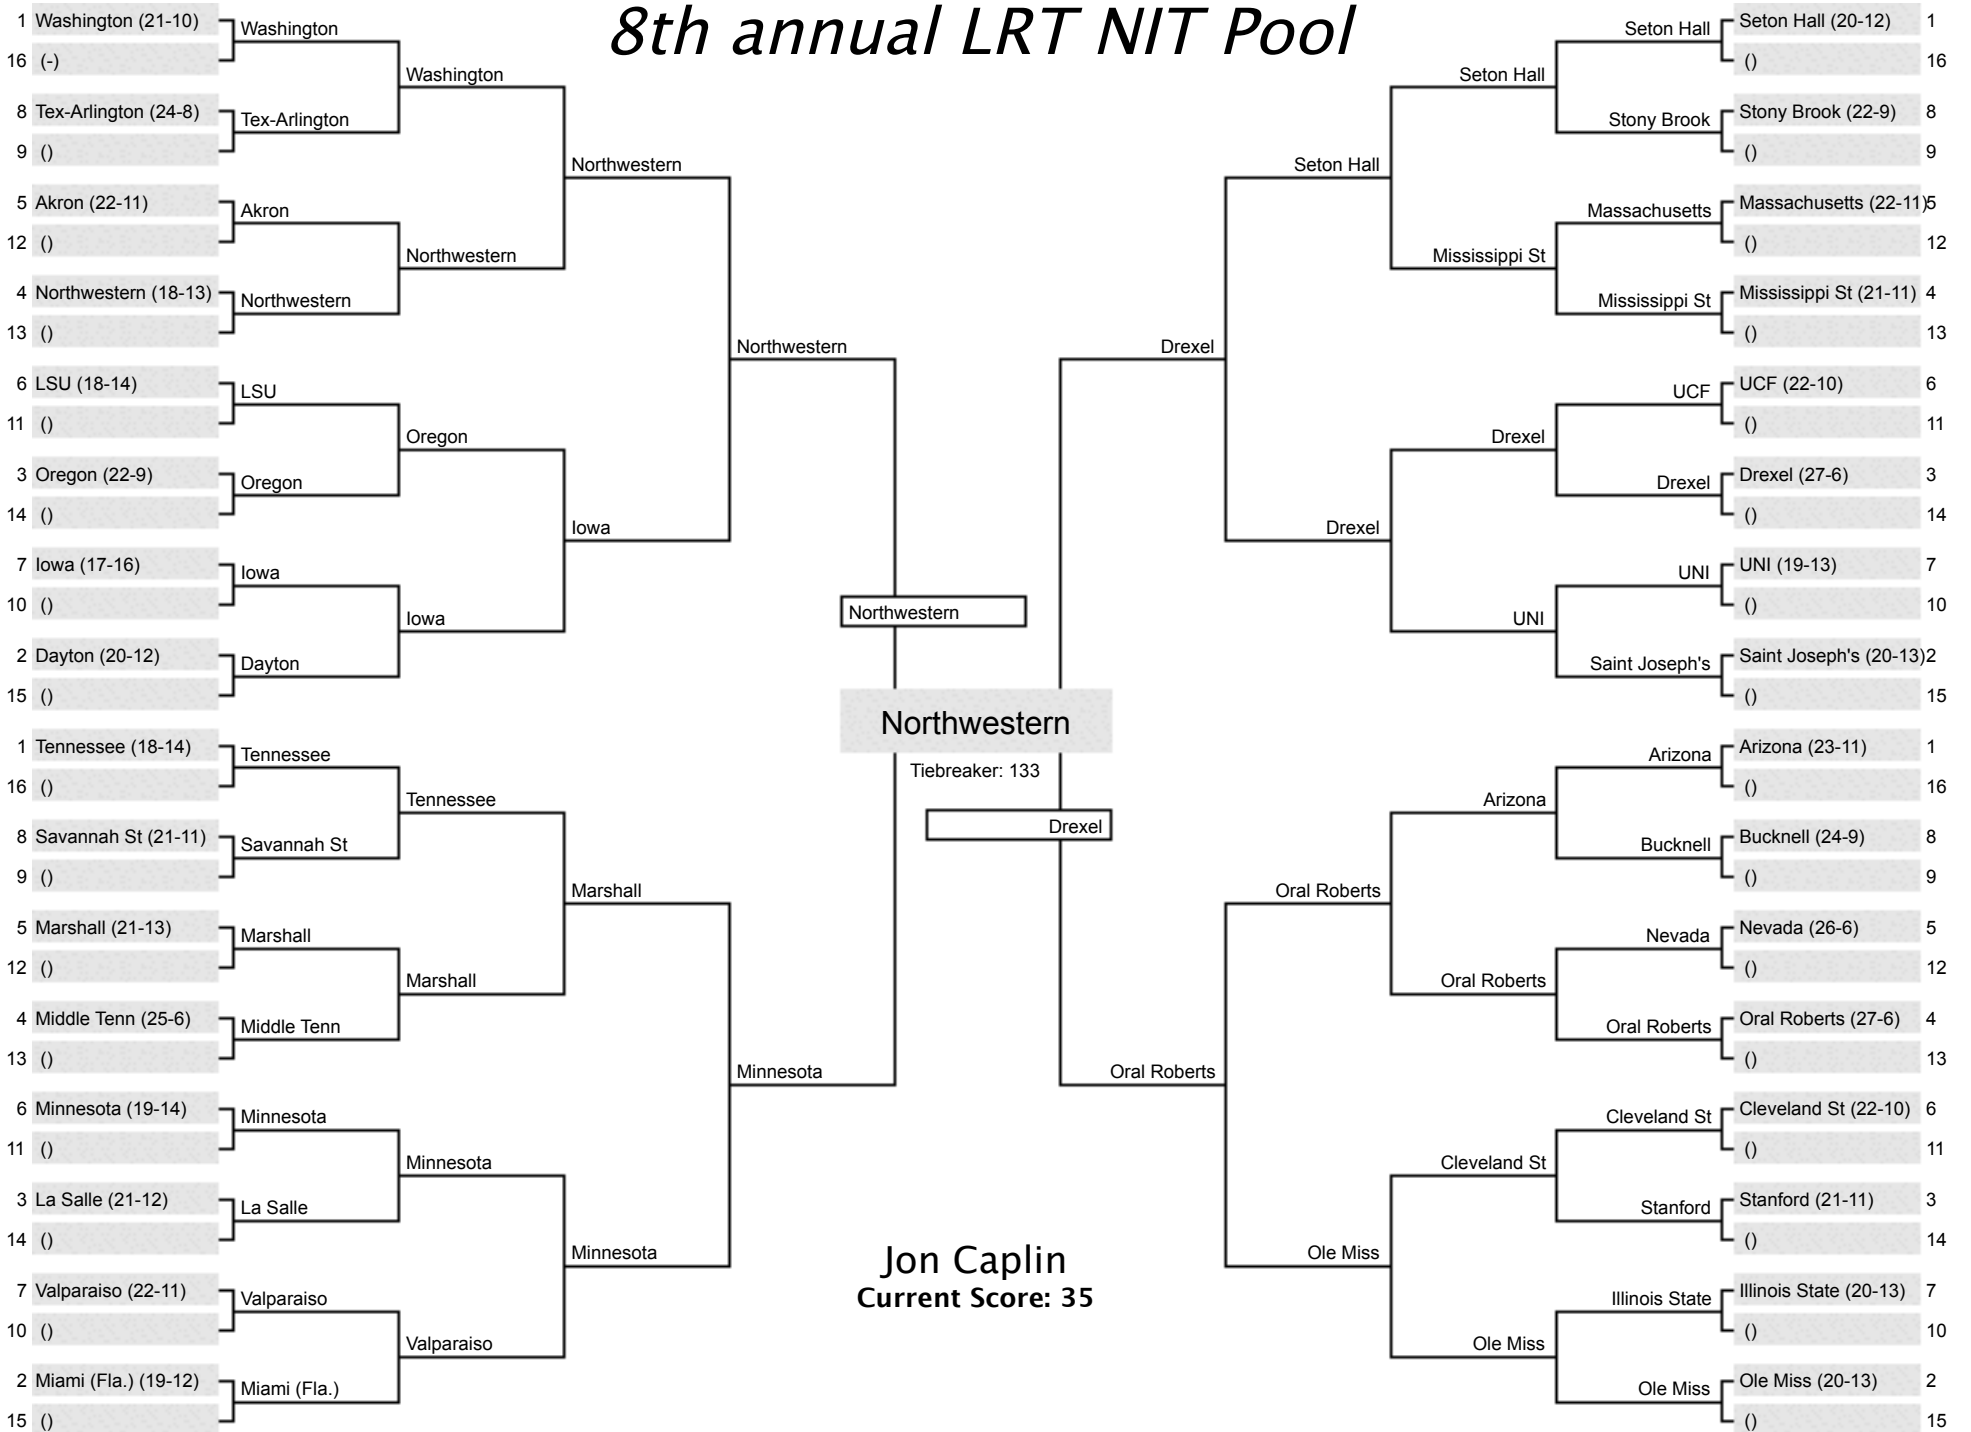 8th annual LRT NIT Pool
1 Washington (21-10)
16 (-)
8 Tex-Arlington (24-8)
9 ()
5 Akron (22-11)
12 ()
4 Northwestern (18-13)
13 ()
6 LSU (18-14)
11 ()
3 Oregon (22-9)
14 ()
7 Iowa (17-16)
10 ()
2 Dayton (20-12)
15 ()
1 Tennessee (18-14)
16 ()
8 Savannah St (21-11)
9 ()
5 Marshall (21-13)
12 ()
4 Middle Tenn (25-6)
13 ()
6 Minnesota (19-14)
11 ()
3 La Salle (21-12)
14 ()
7 Valparaiso (22-11)
10 ()
2 Miami (Fla.) (19-12)
15 ()
Washington
Tex-Arlington
Akron
Northwestern
LSU
Oregon
Iowa
Dayton
Tennessee
Savannah St
Marshall
Middle Tenn
Minnesota
La Salle
Valparaiso
Miami (Fla.)
Washington
Northwestern
Oregon
Iowa
Tennessee
Marshall
Minnesota
Valparaiso
Northwestern
Iowa
Marshall
Minnesota
Northwestern
Minnesota
Northwestern
Northwestern
Tiebreaker: 133
Drexel
Jon Caplin
Current Score: 35
Drexel
Oral Roberts
Seton Hall
Drexel
Oral Roberts
Ole Miss
Seton Hall
Mississippi St
Drexel
UNI
Arizona
Oral Roberts
Cleveland St
Ole Miss
Seton Hall
Stony Brook
Massachusetts
Mississippi St
UCF
Drexel
UNI
Saint Joseph's
Arizona
Bucknell
Nevada
Oral Roberts
Cleveland St
Stanford
Illinois State
Ole Miss
Seton Hall (20-12) 1
() 16
Stony Brook (22-9) 8
() 9
Massachusetts (22-11) 5
() 12
Mississippi St (21-11) 4
() 13
UCF (22-10) 6
() 11
Drexel (27-6) 3
() 14
UNI (19-13) 7
() 10
Saint Joseph's (20-13) 2
() 15
Arizona (23-11) 1
() 16
Bucknell (24-9) 8
() 9
Nevada (26-6) 5
() 12
Oral Roberts (27-6) 4
() 13
Cleveland St (22-10) 6
() 11
Stanford (21-11) 3
() 14
Illinois State (20-13) 7
() 10
Ole Miss (20-13) 2
() 15